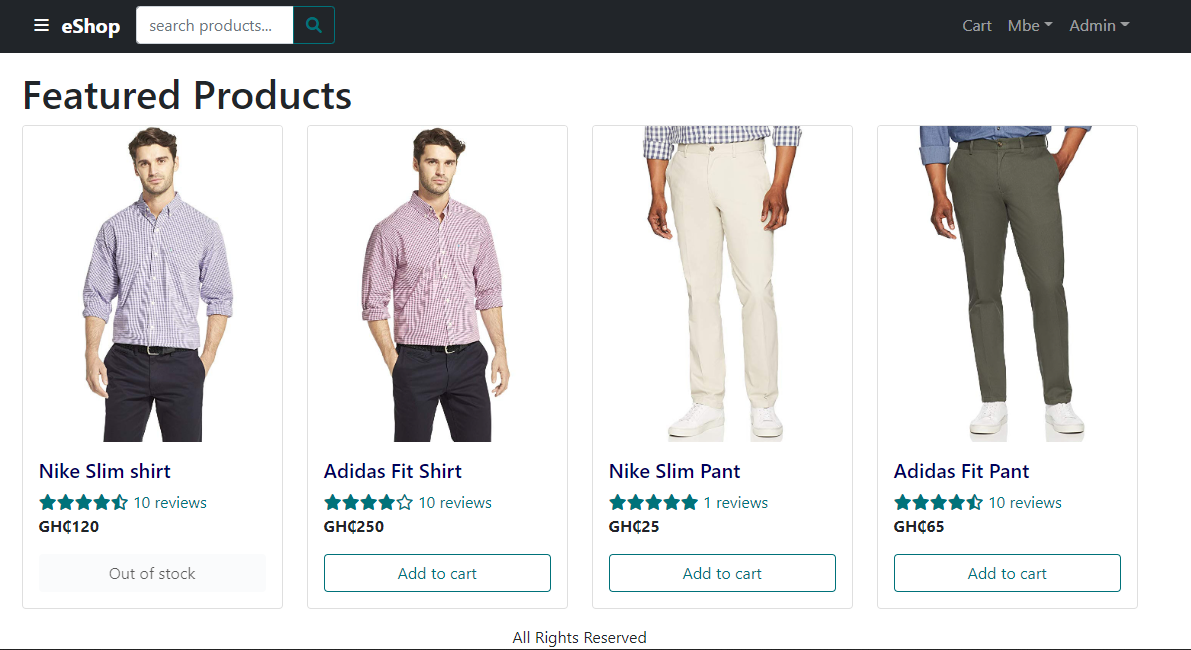 eShop search products... Cart Mbe Admin
Featured Products
Nike Slim shirt
10 reviews
GH₵120
Out of stock
Adidas Fit Shirt
10 reviews
GH₵250
Add to cart
Nike Slim Pant
1 reviews
GH₵25
Add to cart
Adidas Fit Pant
10 reviews
GH₵65
Add to cart
All Rights Reserved